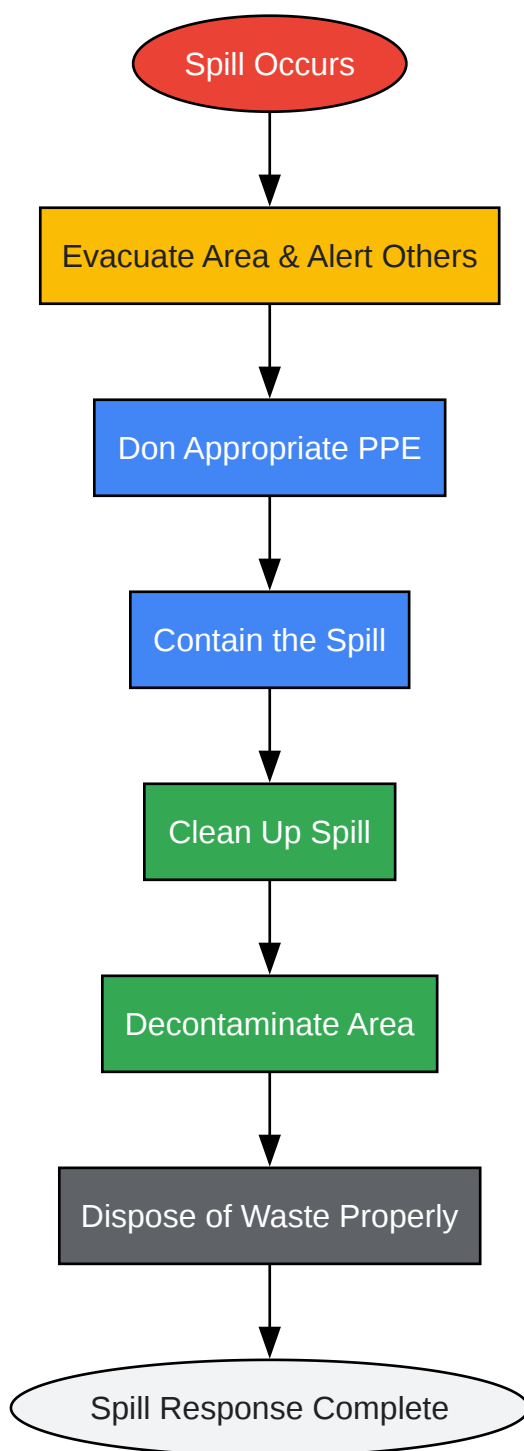 Spill Occurs
Evacuate Area & Alert Others
Don Appropriate PPE
Contain the Spill
Clean Up Spill
Decontaminate Area
Dispose of Waste Properly
Spill Response Complete